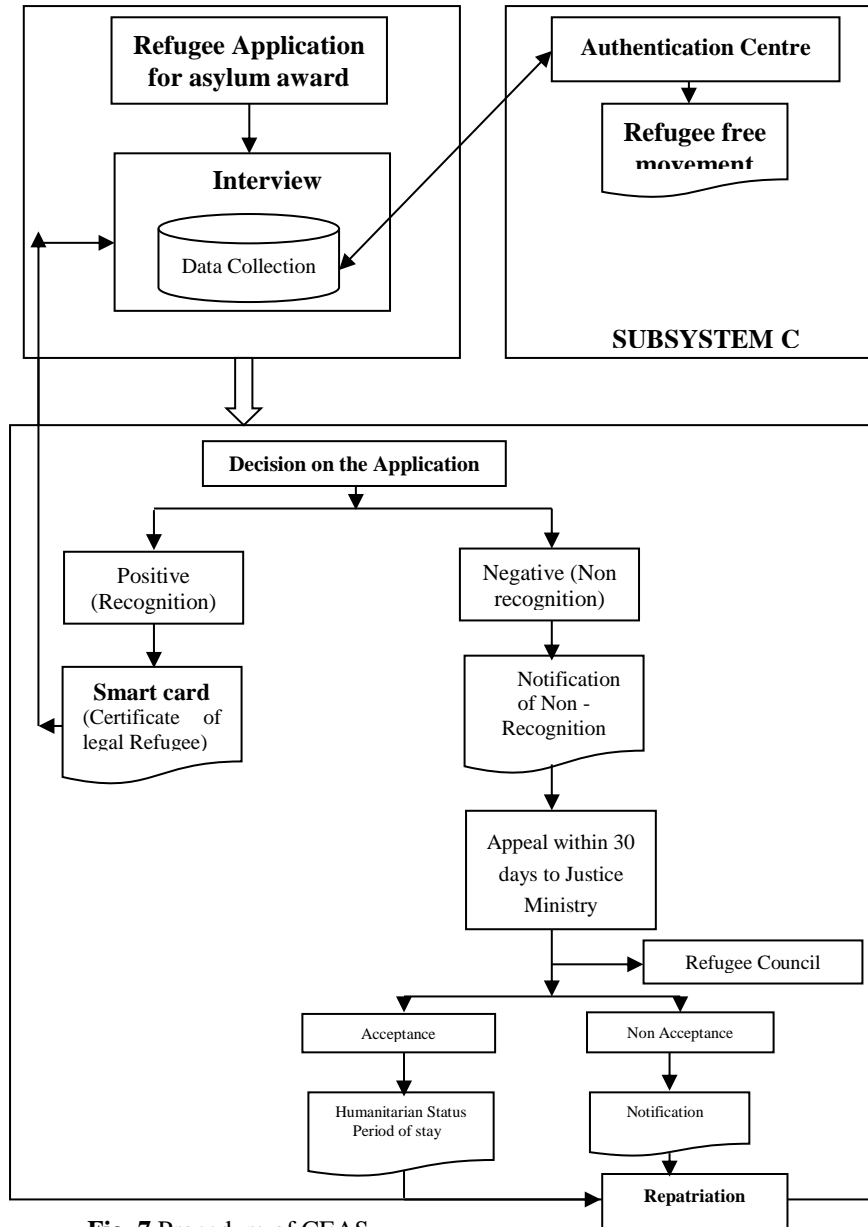 Refugee Application
for asylum award
Interview
Data Collection
Authentication Centre
Refugee free
movement
SUBSYSTEM C
Decision on the Application
Positive
(Recognition)
Negative (Non
recognition)
Smart card
(Certificate of
legal Refugee)
Notification
of Non -
Recognition
Appeal within 30
days to Justice
Ministry
Refugee Council
Acceptance
Non Acceptance
Humanitarian Status
Period of stay
Notification
Repatriation
Fig. 7 Procedure of CEAS